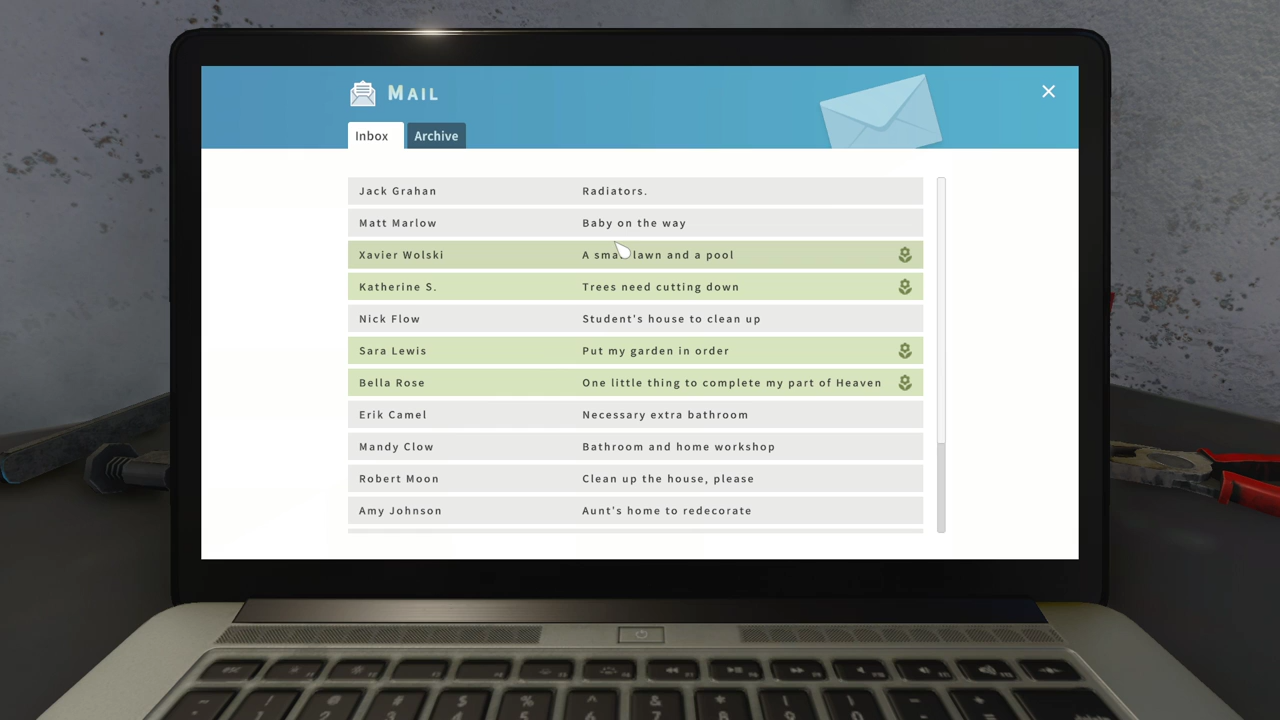 MAIL
Inbox
Archive
Jack Grahan Radiators.
Matt Marlow Baby on the way
Xavier Wolski A small lawn and a pool
Katherine S. Trees need cutting down
Nick Flow Student's house to clean up
Sara Lewis Put my garden in order
Bella Rose One little thing to complete my part of Heaven
Erik Camel Necessary extra bathroom
Mandy Clow Bathroom and home workshop
Robert Moon Clean up the house, please
Amy Johnson Aunt's home to redecorate